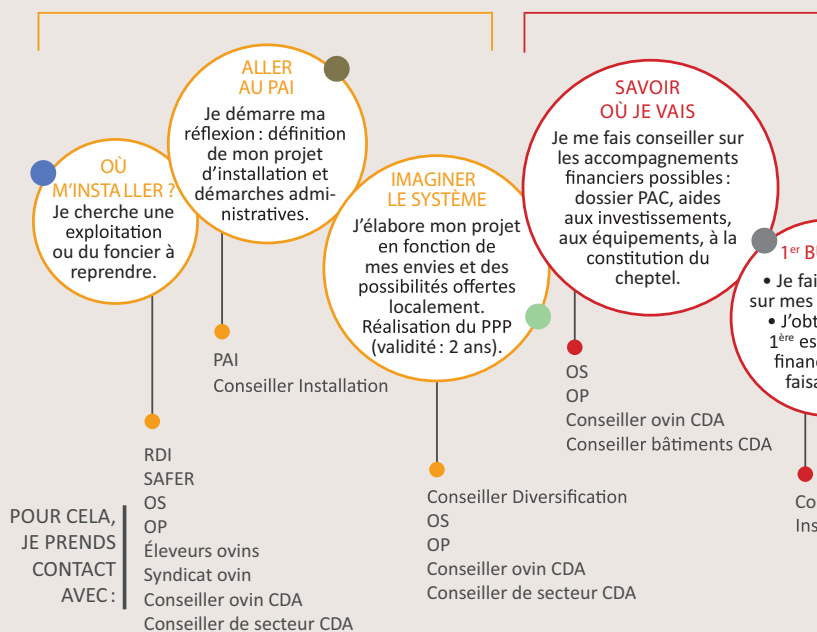 OÙ
M'INSTALLER ?
Je cherche une
exploitation
ou du foncier à
reprendre.
ALLER
AU PAI
Je démarre ma
réflexion : définition
de mon projet
d'installation et
démarches admi-
nistratives.
IMAGINER
LE SYSTÈME
J'élabore mon projet
en fonction de
mes envies et des
possibilités offertes
localement.
Réalisation du PPP
(validité : 2 ans).
SAVOIR
OÙ JE VAIS
Je me fais conseiller sur
les accompagnements
financiers possibles :
dossier PAC, aides
aux investissements,
aux équipements, à la
constitution du
cheptel.
1er
• Je
sur mes
•
1ère
POUR CELA,
JE PRENDS
CONTACT
AVEC :
RDI
SAFER
OS
OP
Éleveurs ovins
Syndicat ovin
Conseiller ovin CDA
Conseiller de secteur CDA
PAI
Conseiller Installation
Conseiller Diversification
OS
OP
Conseiller ovin CDA
Conseiller de secteur CDA
OS
OP
Conseiller ovin CDA
Conseiller bâtiments CDA